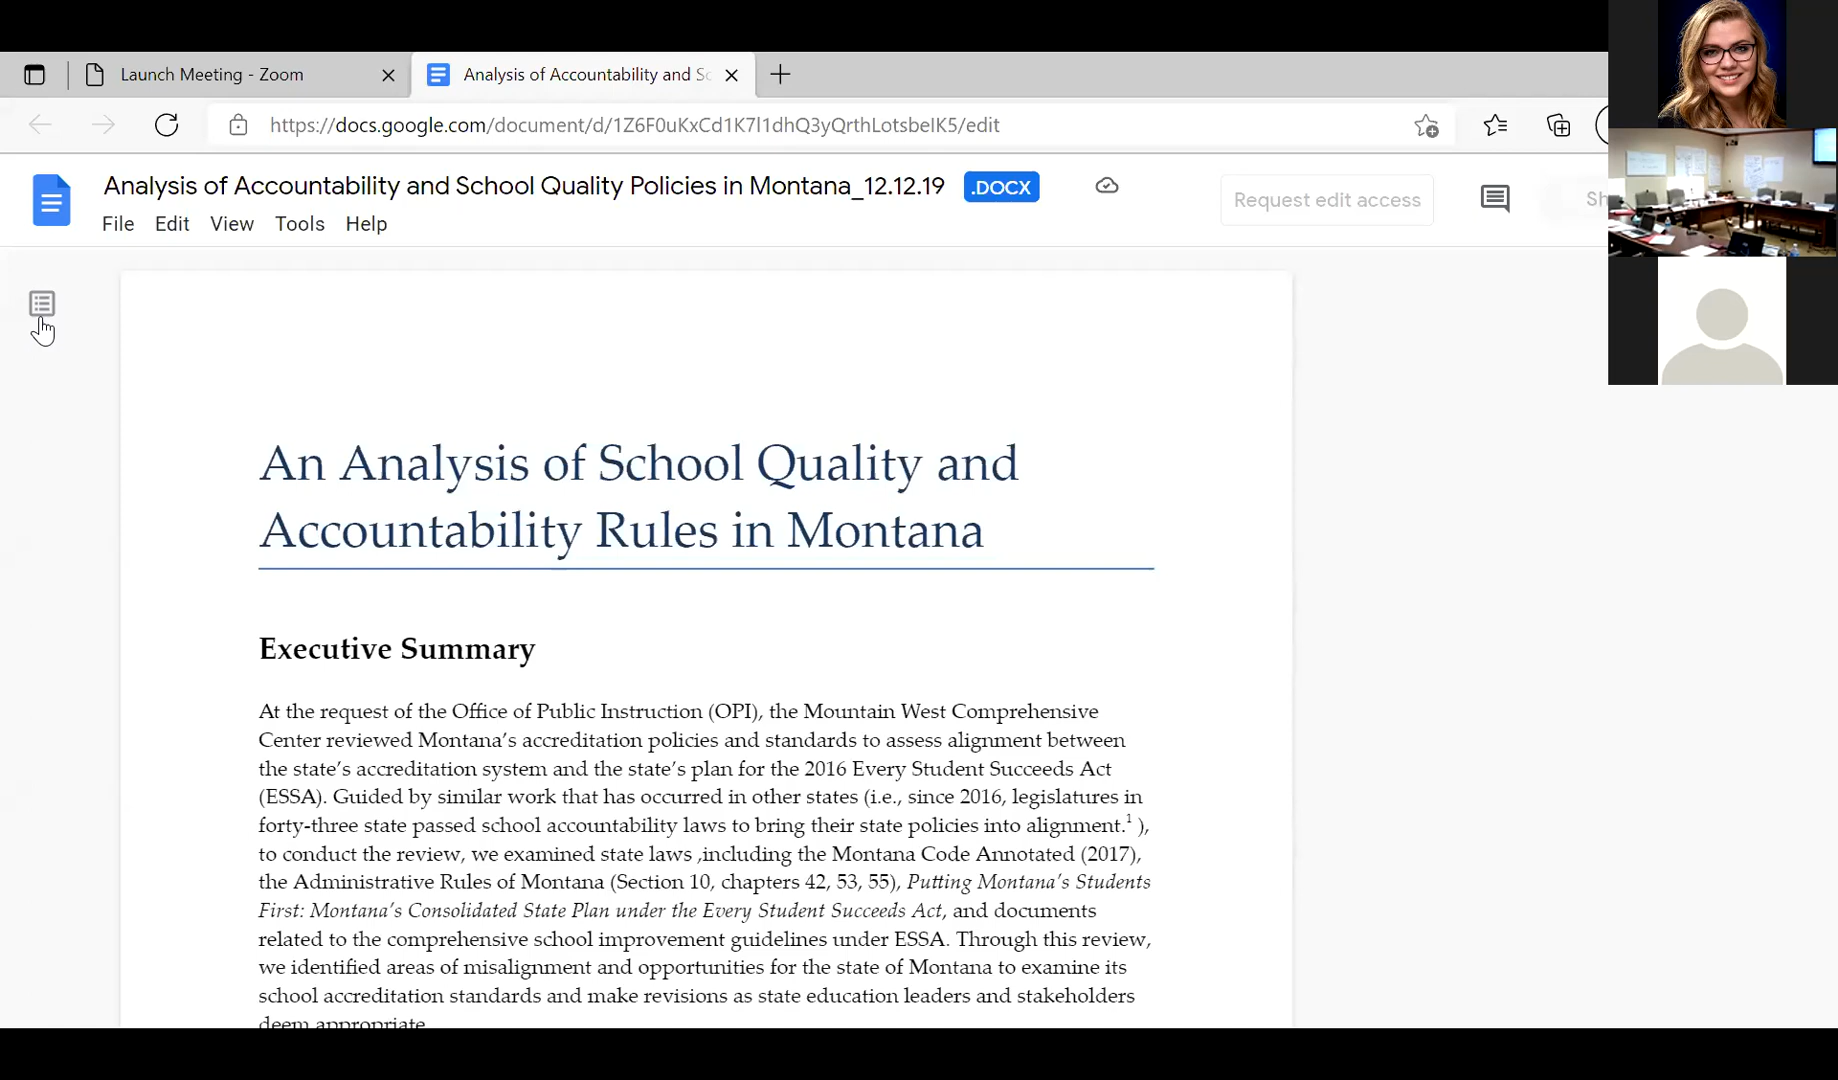 Launch Meeting - Zoom
Analysis of Accountability and Sc
https://docs.google.com/document/d/1Z6F0uKxCd1K7l1dhQ3yQrthLotsbeIK5/edit
Analysis of Accountability and School Quality Policies in Montana_12.12.19
.DOCX
Request edit access
Sh
File Edit View Tools Help
An Analysis of School Quality and
Accountability Rules in Montana
Executive Summary
At the request of the Office of Public Instruction (OPI), the Mountain West Comprehensive
Center reviewed Montana’s accreditation policies and standards to assess alignment between
the state’s accreditation system and the state’s plan for the 2016 Every Student Succeeds Act
(ESSA). Guided by similar work that has occurred in other states (i.e., since 2016, legislatures in
forty-three state passed school accountability laws to bring their state policies into alignment.1 ),
to conduct the review, we examined state laws ,including the Montana Code Annotated (2017),
the Administrative Rules of Montana (Section 10, chapters 42, 53, 55), Putting Montana’s Students
First: Montana’s Consolidated State Plan under the Every Student Succeeds Act, and documents
related to the comprehensive school improvement guidelines under ESSA. Through this review,
we identified areas of misalignment and opportunities for the state of Montana to examine its
school accreditation standards and make revisions as state education leaders and stakeholders
deem appropriate.